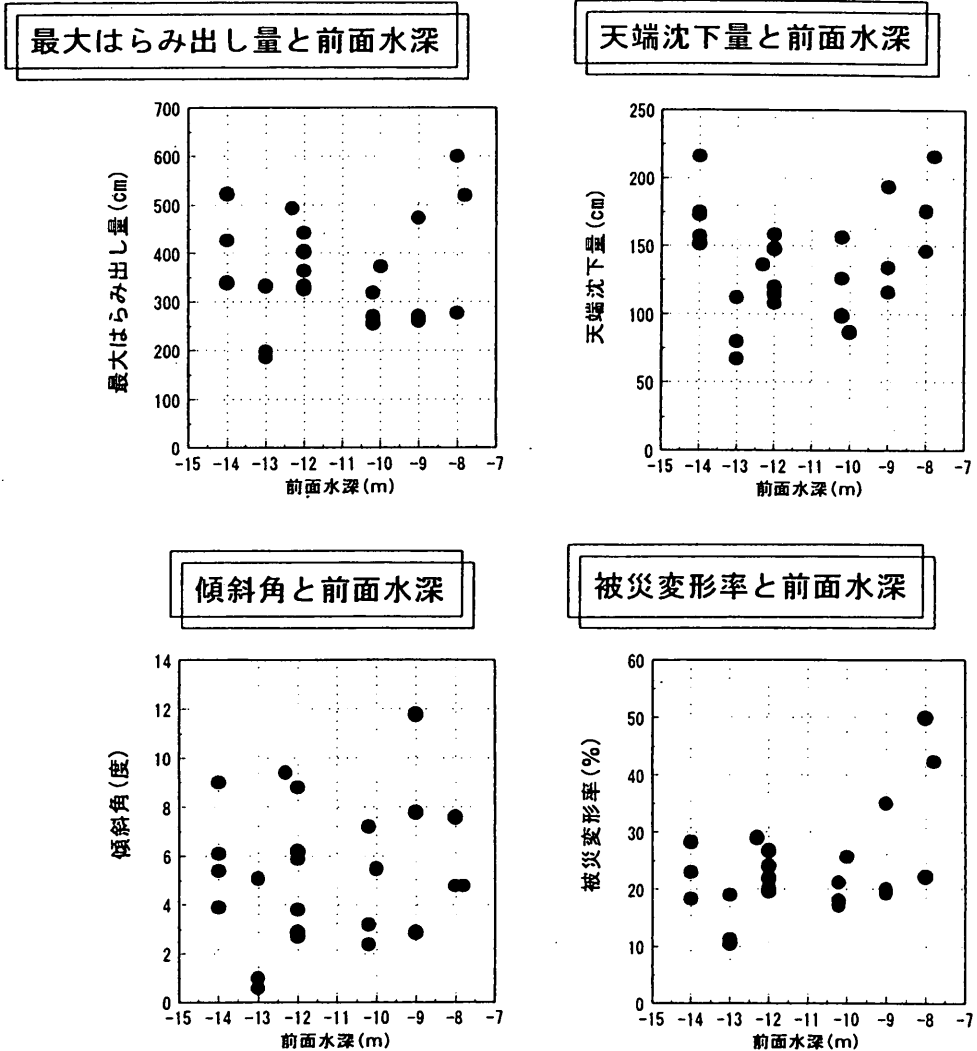 最大はらみ出し量と前面水深
天端沈下量と前面水深
最大はらみ出し量(cm)
700
600
500
400
300
200
100
0
-15 -14 -13 -12 -11 -10 -9 -8 -7
前面水深(m)
天端沈下量(cm)
250
200
150
100
50
0
-15 -14 -13 -12 -11 -10 -9 -8 -7
前面水深(m)
傾斜角と前面水深
被災変形率と前面水深
傾斜角(度)
14
12
10
8
6
4
2
0
-15 -14 -13 -12 -11 -10 -9 -8 -7
前面水深(m)
被災変形率(%)
60
50
40
30
20
10
0
-15 -14 -13 -12 -11 -10 -9 -8 -7
前面水深(m)